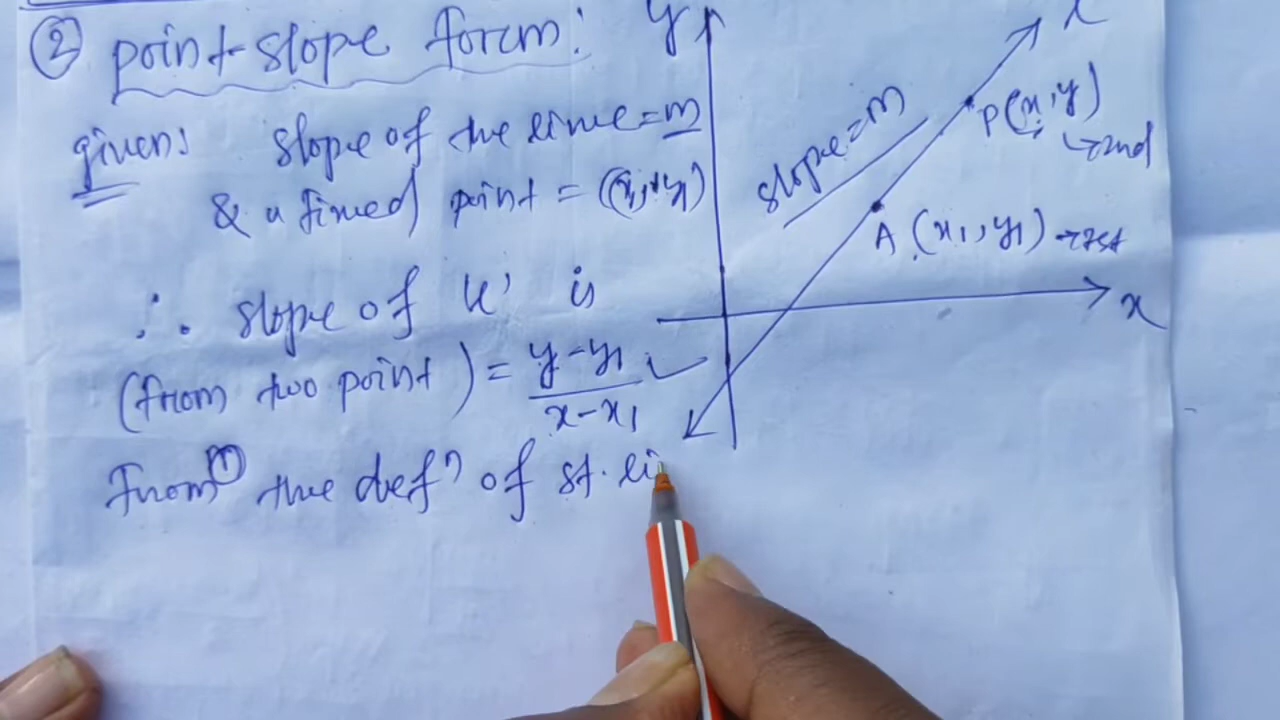 ② point-slope form:
given: slope of the line = m
& a fixed point = (x₁, y₁)
∴ slope of 'l' is
(from two point) = y-y₁ / x-x₁
From ① the defⁿ of st. li
y
l
slope = m
P(x,y)
→ 2nd
A (x₁, y₁) → 1st
x